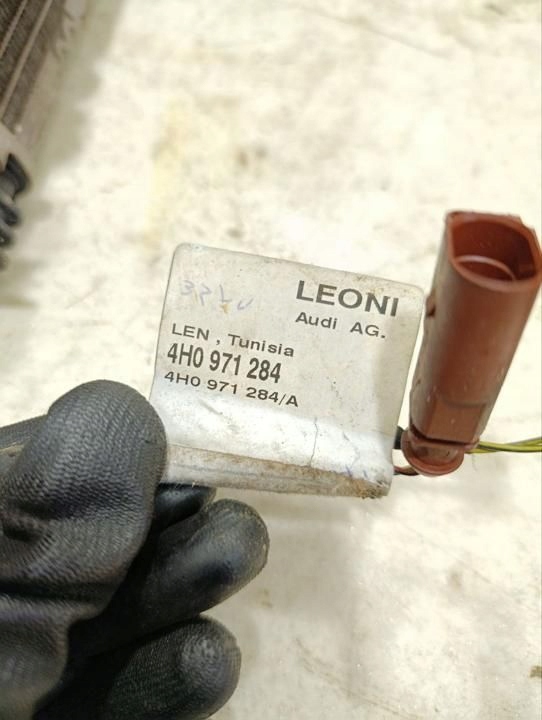 LEONI
Audi AG.
LEN, Tunisia
4H0 971 284
4H0 971 284/A